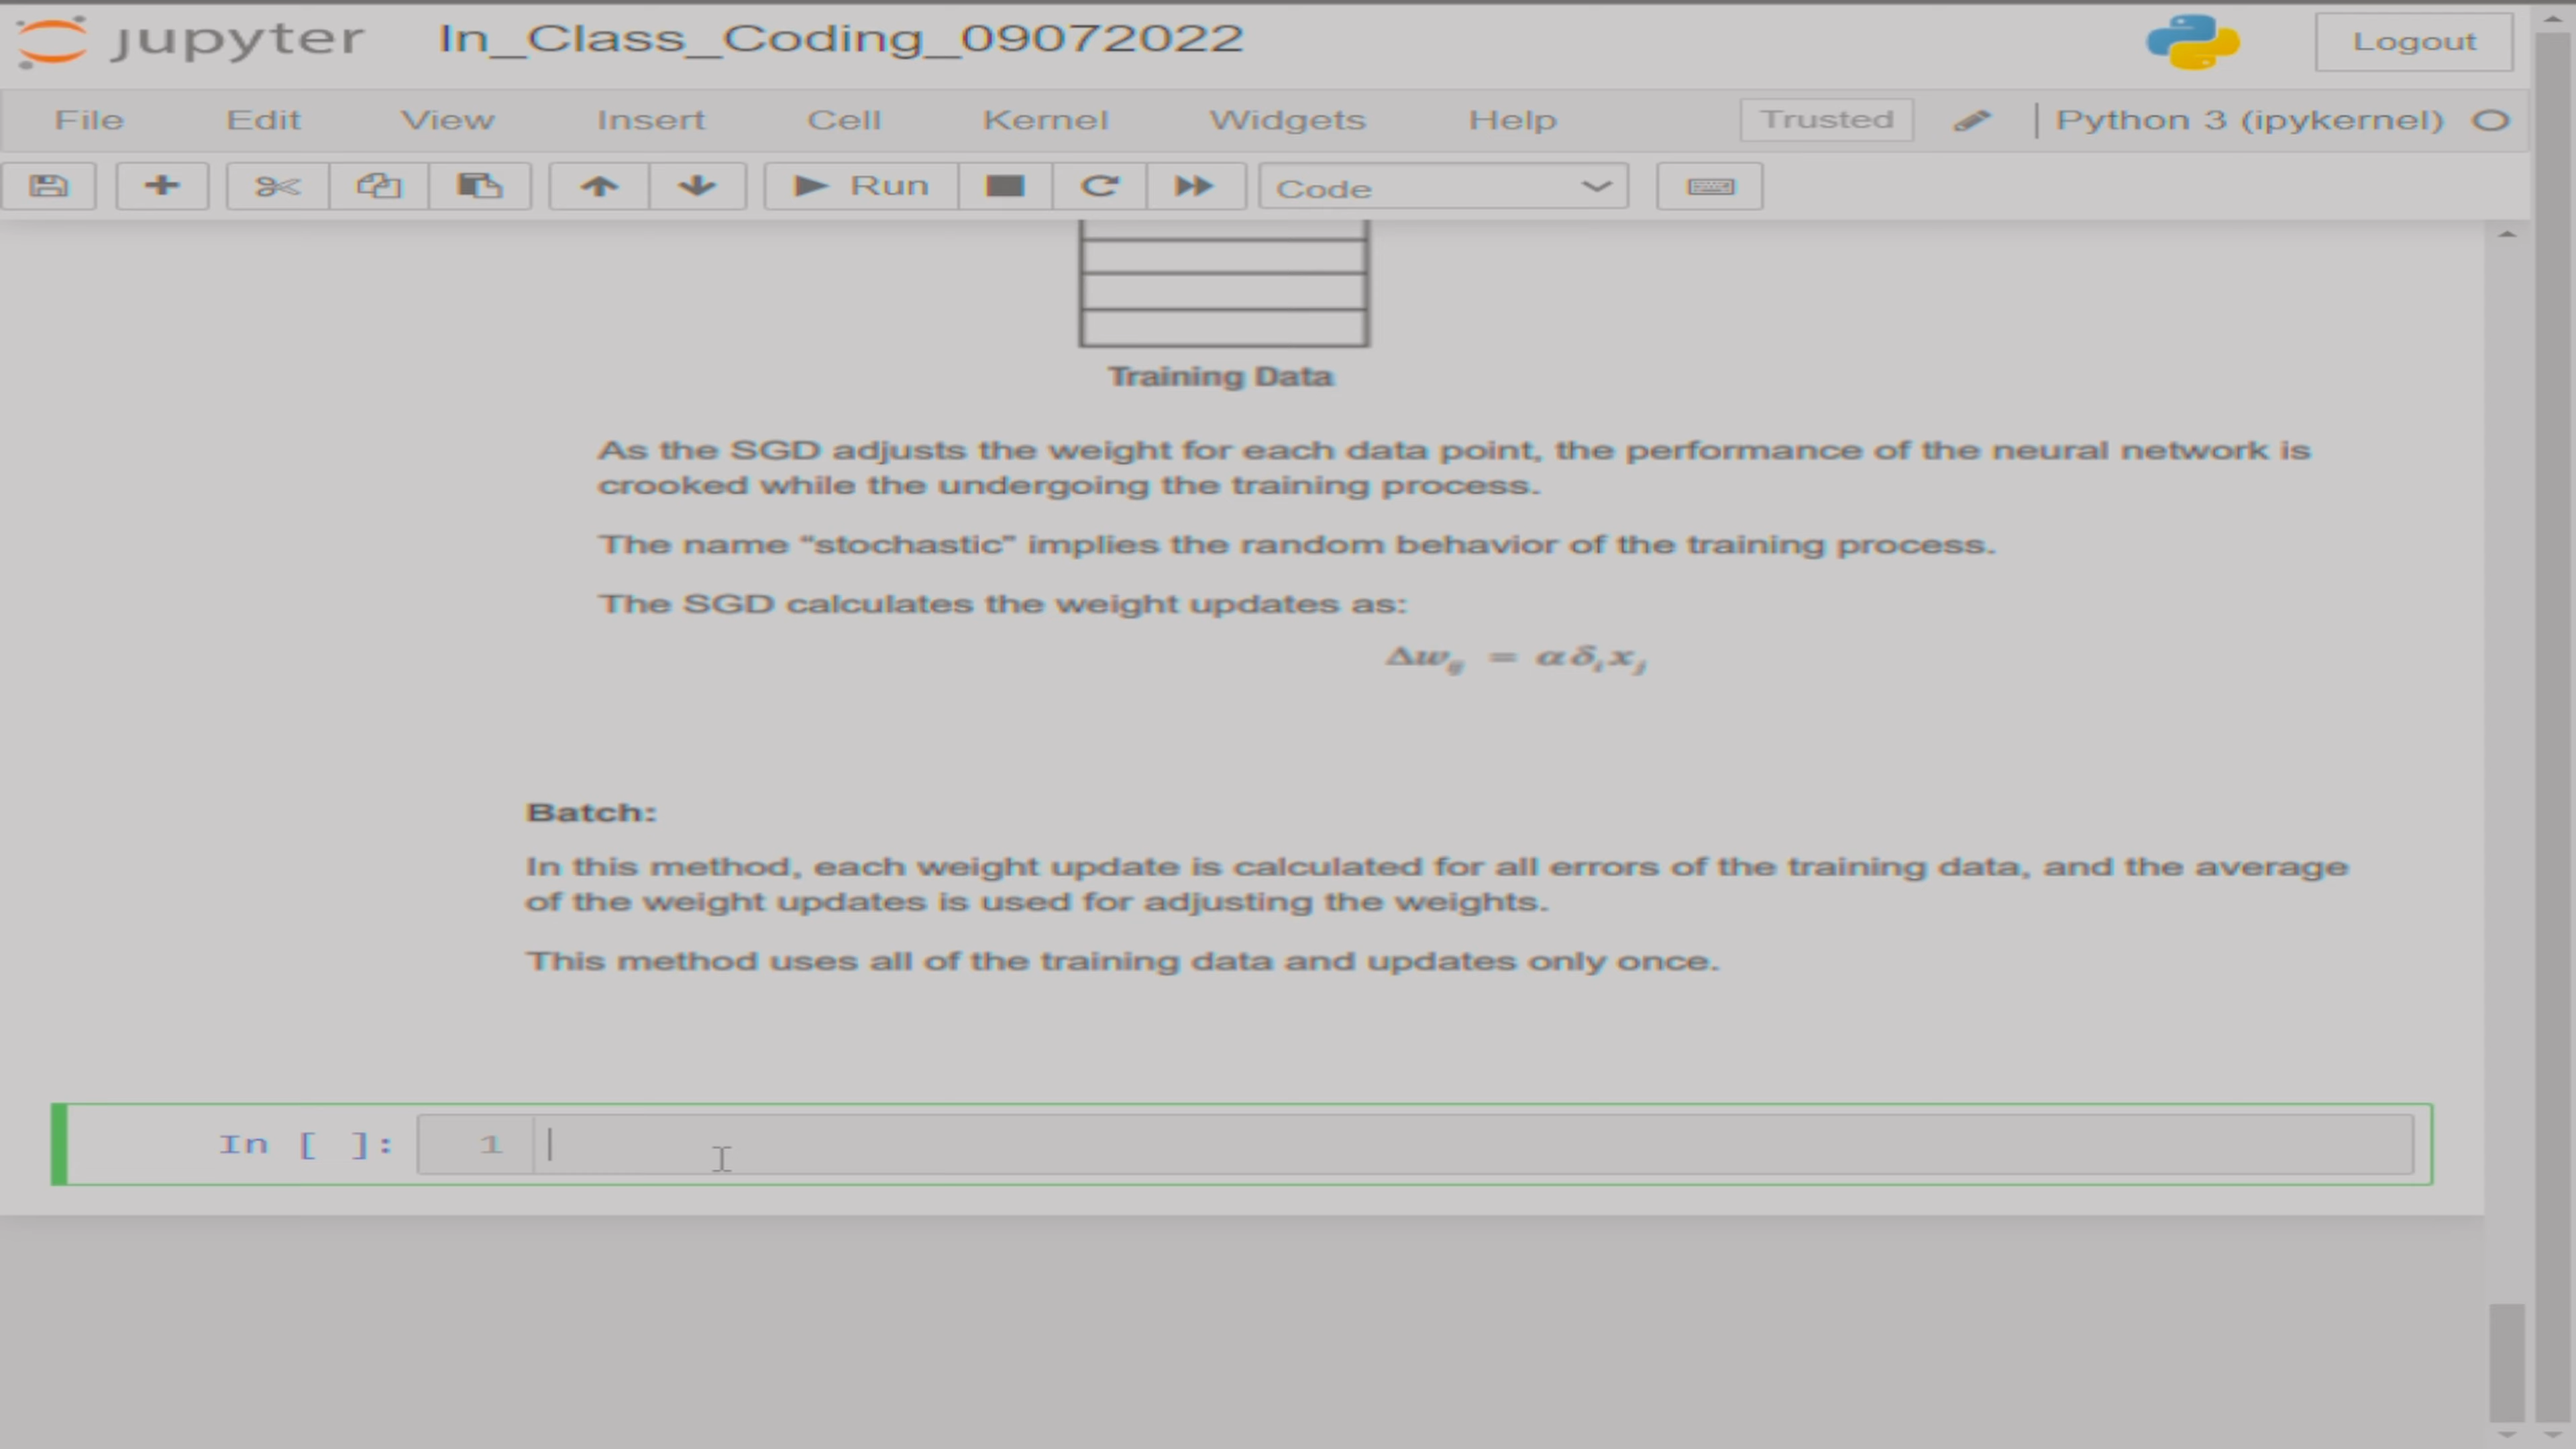 jupyter In_Class_Coding_09072022 Logout
File Edit View Insert Cell Kernel Widgets Help Trusted Python 3 (ipykernel)
Run Code
Training Data
As the SGD adjusts the weight for each data point, the performance of the neural network is
crooked while the undergoing the training process.
The name “stochastic” implies the random behavior of the training process.
The SGD calculates the weight updates as:
Δwᵢⱼ = αδᵢxⱼ
Batch:
In this method, each weight update is calculated for all errors of the training data, and the average
of the weight updates is used for adjusting the weights.
This method uses all of the training data and updates only once.
In [ ]: 1